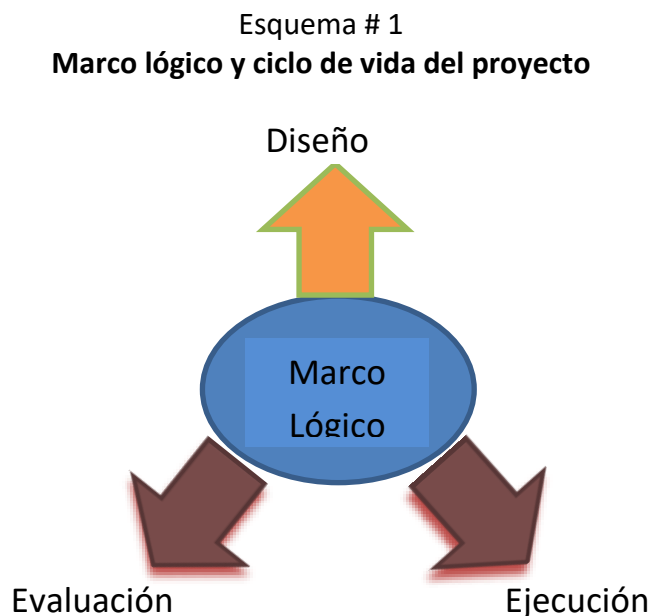 Esquema # 1
Marco lógico y ciclo de vida del proyecto
Diseño
Marco
Lógico
Evaluación
Ejecución